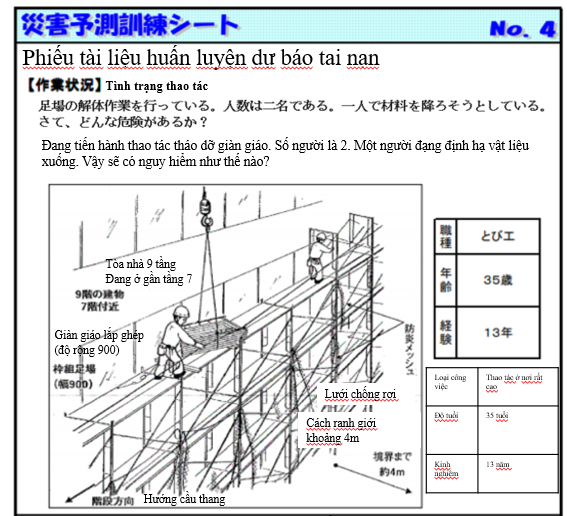 災害予測訓練シート No. 4
Phiếu tài liệu huấn luyện dự báo tai nạn
【作業状況】Tình trạng thao tác
足場の解体作業を行っている。人数は二名である。一人で材料を降ろそうとしている。
さて、どんな危険があるか？
Đang tiến hành thao tác tháo dỡ giàn giáo. Số người là 2. Một người đang định hạ vật liệu
xuống. Vậy sẽ có nguy hiểm như thế nào?
Tòa nhà 9 tầng
Đang ở gần tầng 7
9階の建物
7階付近
Giàn giáo lắp ghép
(độ rộng 900)
枠組足場
(幅900)
防炎メッシュ
Lưới chống rơi
Cách ranh giới
khoảng 4m
境界まで
約4m
階段方向 Hướng cầu thang
職種 とび工
年齢 35歳
経験 13年
Loại công
việc
Thao tác ở nơi rất
cao
Độ tuổi 35 tuổi
Kinh
nghiệm
13 năm